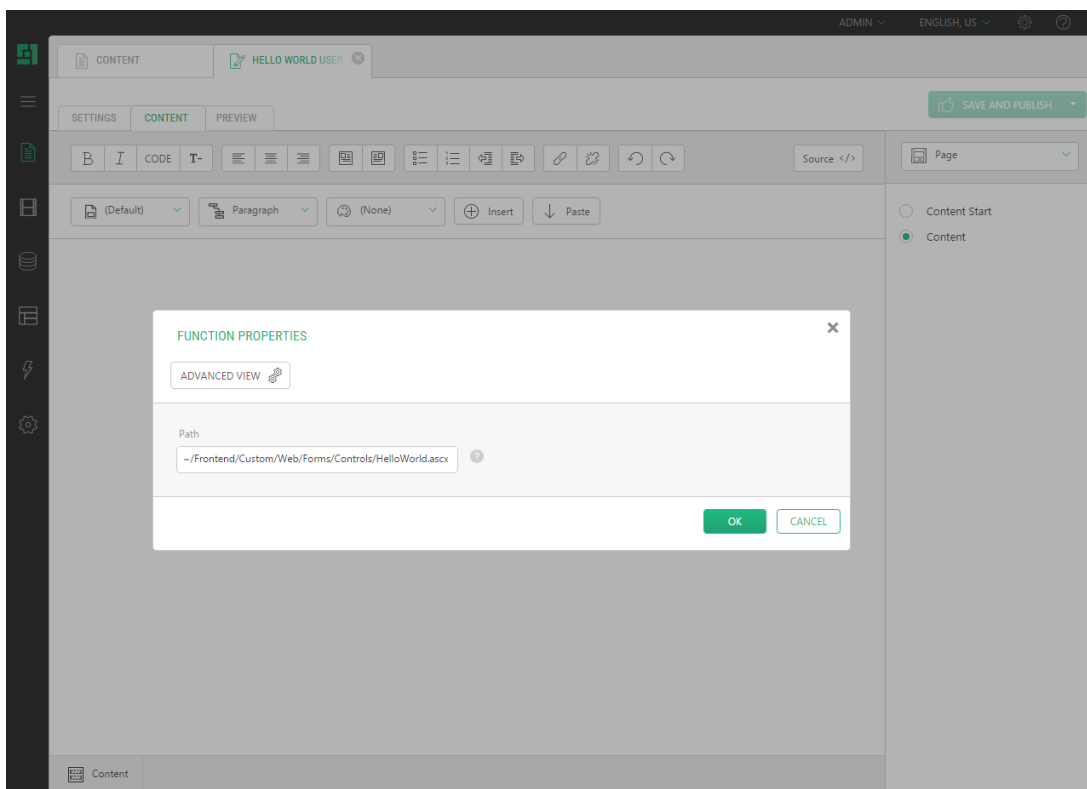 ADMIN ENGLISH, US
CONTENT HELLO WORLD USER
SAVE AND PUBLISH
SETTINGS CONTENT PREVIEW
B I CODE T- Source </> Page
(Default) Paragraph (None) Insert Paste
Content Start
Content
FUNCTION PROPERTIES
ADVANCED VIEW
Path
~/Frontend/Custom/Web/Forms/Controls/HelloWorld.ascx ?
OK CANCEL
Content